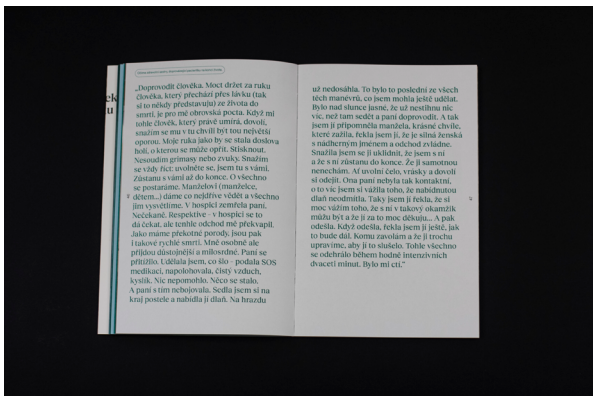 ek
u
„Doprovodit člověka. Moct držet za ruku
člověka, který přechází přes lávku (tak
si to někdy představuju) ze života do
smrti, je pro mě obrovská pocta. Když mi
tohle člověk, který právě umírá, dovolí,
snažím se mu v tu chvíli být tou největší
oporou. Moje ruka jako by se stala doslova
holí, o kterou se může opřít. Stisknout.
Nesoudím grimasy nebo zvuky. Snažím
se vždy říct: uvolněte se, jsem tu s vámi.
Zůstanu s vámi až do konce. O všechno
se postaráme. Manželovi (manželce,
dětem...) dáme co nejdříve vědět a všechno
jim vysvětlíme. V hospici zemřela paní.
Nečekaně. Respektive - v hospici se to
dá čekat, ale tenhle odchod mě překvapil.
Jako máme překotné porody, jsou pak
i takové rychlé smrti. Mně osobně ale
přijdou důstojnější a milosrdné. Paní se
přitížilo. Udělala jsem, co šlo - podala SOS
medikaci, napolohovala, čistý vzduch,
kyslík. Nic nepomohlo. Něco se stalo.
A paní s tím nebojovala. Sedla jsem si na
kraj postele a nabídla jí dlaň. Na hrazdu
už nedosáhla. To bylo to poslední ze všech
těch manévrů, co jsem mohla ještě udělat.
Bylo nad slunce jasné, že už nestihnu nic
víc, než tam sedět a paní doprovodit. A tak
jsem jí připomněla manžela, krásné chvíle,
které zažila, řekla jsem jí, že je silná ženská
s nádherným jménem a odchod zvládne.
Snažila jsem se ji uklidnit, že jsem s ní
a že s ní zůstanu do konce. Že ji samotnou
nenechám. Ať uvolní čelo, vrásky a dovolí
si odejít. Ona paní nebyla tak kontaktní,
o to víc jsem si vážila toho, že nabídnutou
dlaň neodmítla. Taky jsem jí řekla, že si
moc vážím toho, že s ní v takový okamžik
můžu být a že jí za to moc děkuju... A pak
odešla. Když odešla, řekla jsem jí ještě, jak
to bude dál. Komu zavolám a že ji trochu
upravíme, aby jí to slušelo. Tohle všechno
se odehrálo během hodně intenzivních
dvaceti minut. Bylo mi ctí.“